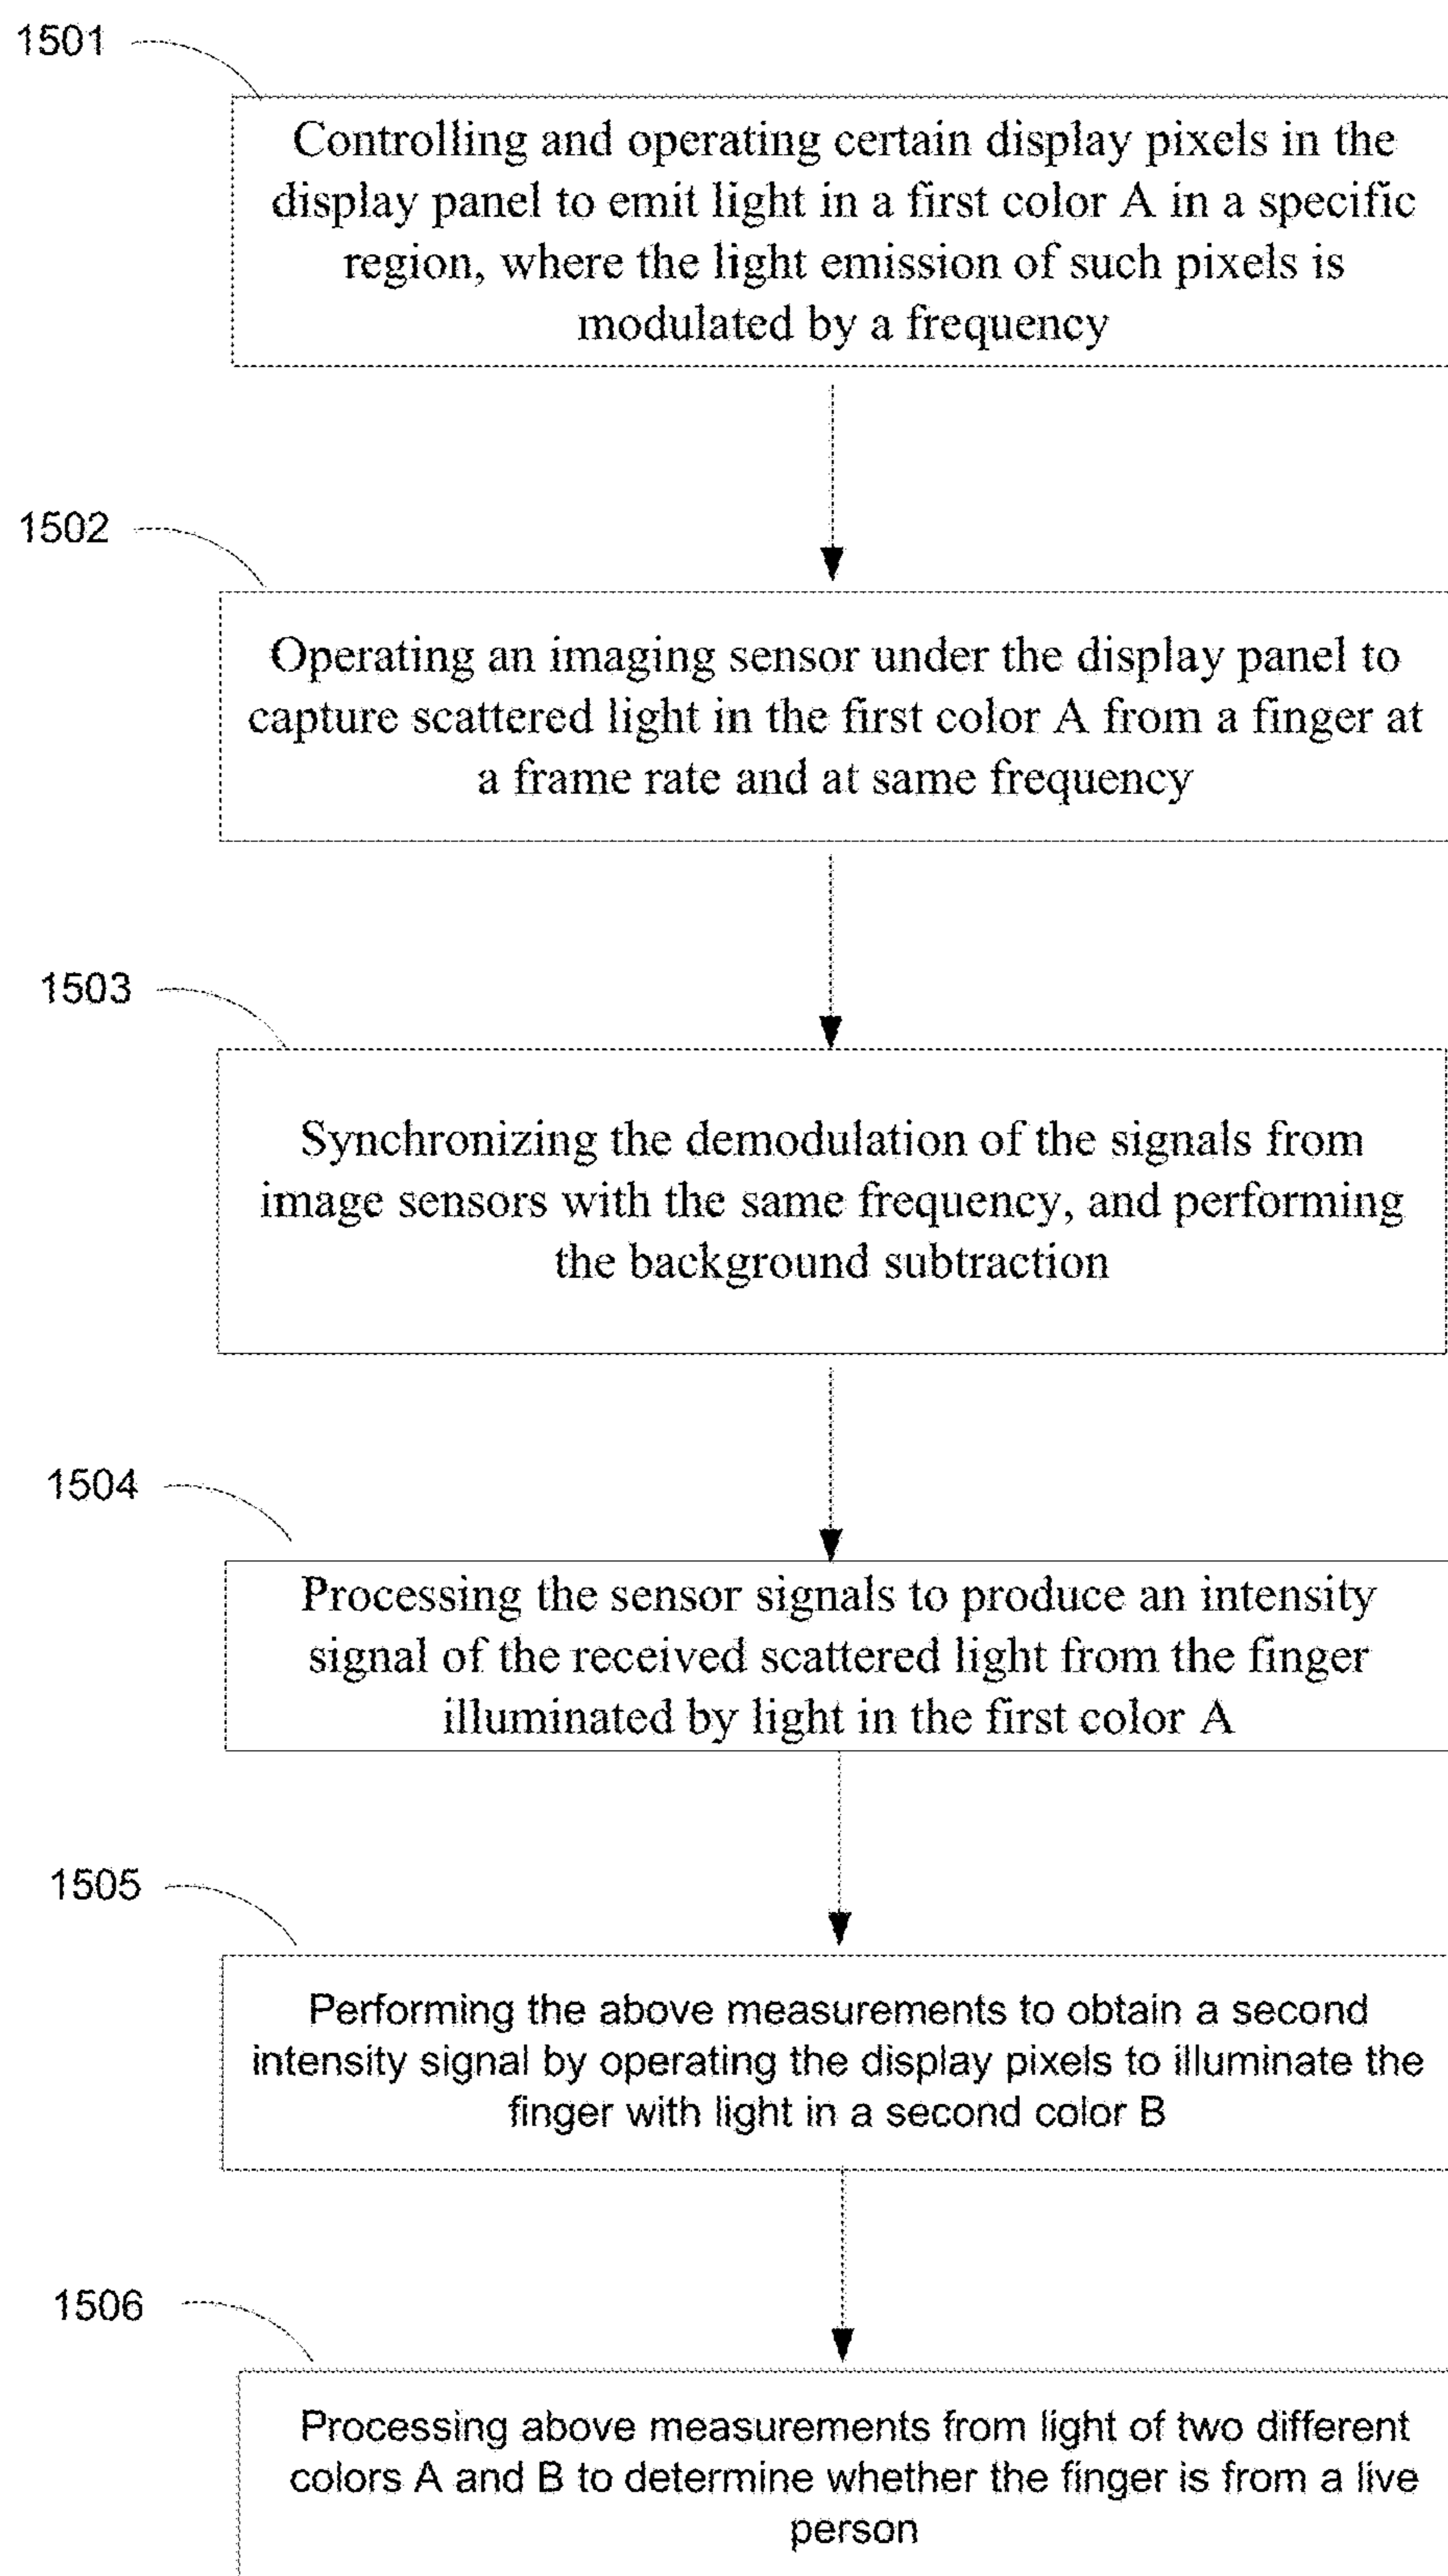 1501
Controlling and operating certain display pixels in the
display panel to emit light in a first color A in a specific
region, where the light emission of such pixels is
modulated by a frequency
1502
Operating an imaging sensor under the display panel to
capture scattered light in the first color A from a finger at
a frame rate and at same frequency
1503
Synchronizing the demodulation of the signals from
image sensors with the same frequency, and performing
the background subtraction
1504
Processing the sensor signals to produce an intensity
signal of the received scattered light from the finger
illuminated by light in the first color A
1505
Performing the above measurements to obtain a second
intensity signal by operating the display pixels to illuminate the
finger with light in a second color B
1506
Processing above measurements from light of two different
colors A and B to determine whether the finger is from a live
person